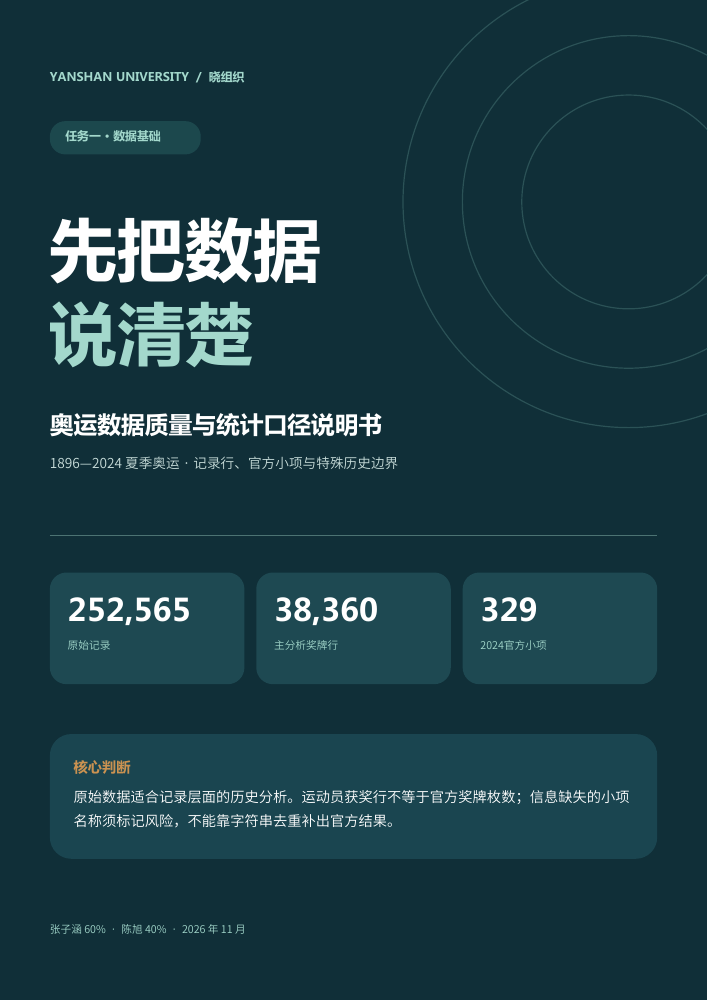 YANSHAN UNIVERSITY / 晓组织
任务一・数据基础
先把数据
说清楚
奥运数据质量与统计口径说明书
1896—2024 夏季奥运 · 记录行、官方小项与特殊历史边界
252,565
原始记录
38,360
主分析奖牌行
329
2024官方小项
核心判断
原始数据适合记录层面的历史分析。运动员获奖行不等于官方奖牌枚数；信息缺失的小项
名称须标记风险，不能靠字符串去重补出官方结果。
张子涵 60% · 陈旭 40% · 2026 年 11 月